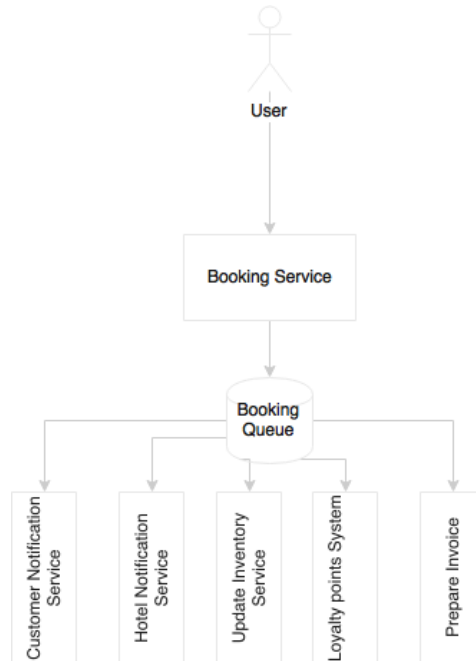 User
Booking Service
Booking
Queue
Customer Notification
Service
Hotel Notification
Service
Update Inventory
Service
Loyalty points System
Prepare Invoice